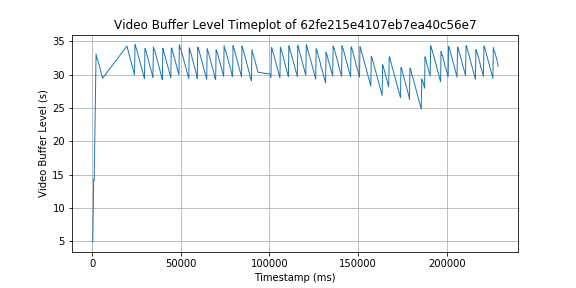 Video Buffer Level Timeplot of 62fe215e4107eb7ea40c56e7
35
30
25
20
15
10
5
Video Buffer Level (s)
0 50000 100000 150000 200000
Timestamp (ms)